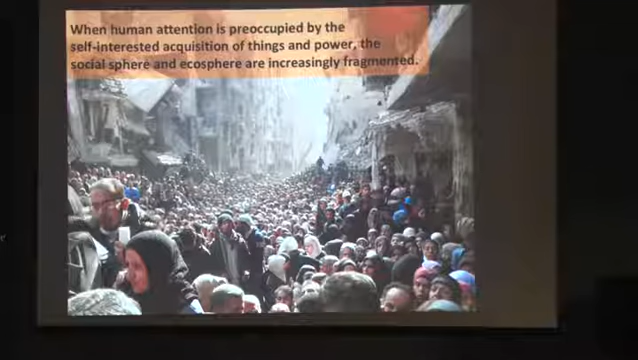 When human attention is preoccupied by the
self-interested acquisition of things and power, the
social sphere and ecosphere are increasingly fragmented.